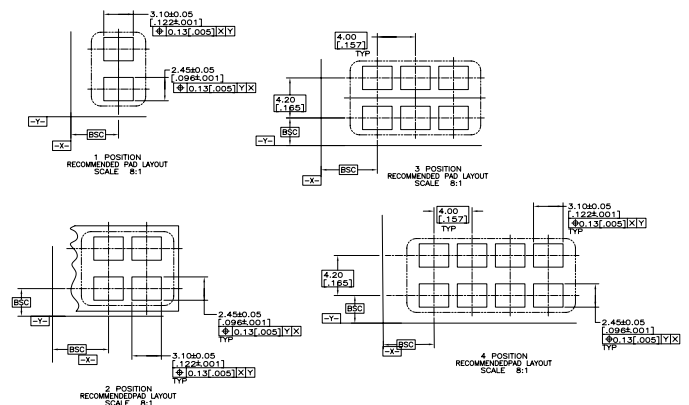 3.10±0.05
[.122±.001]
⌖ 0.13[.005] X Y
2.45±0.05
[.096±.001]
⌖ 0.13[.005] Y X
-Y-
BSC
-X-
1 POSITION
RECOMMENDED PAD LAYOUT
SCALE 8:1
4.00
[.157]
TYP
4.20
[.165]
BSC
-Y-
BSC
-X-
3 POSITION
RECOMMENDED PAD LAYOUT
SCALE 8:1
BSC
-Y-
BSC
-X-
2.45±0.05
[.096±.001]
⌖ 0.13[.005] Y X
TYP
3.10±0.05
[.122±.001]
⌖ 0.13[.005] X Y
TYP
2 POSITION
RECOMMENDEDPAD LAYOUT
SCALE 8:1
4.00
[.157]
TYP
3.10±0.05
[.122±.001]
⌖ 0.13[.005] X Y
TYP
4.20
[.165]
BSC
-Y-
BSC
-X-
2.45±0.05
[.096±.001]
⌖ 0.13[.005] Y X
TYP
4 POSITION
RECOMMENDEDPAD LAYOUT
SCALE 8:1